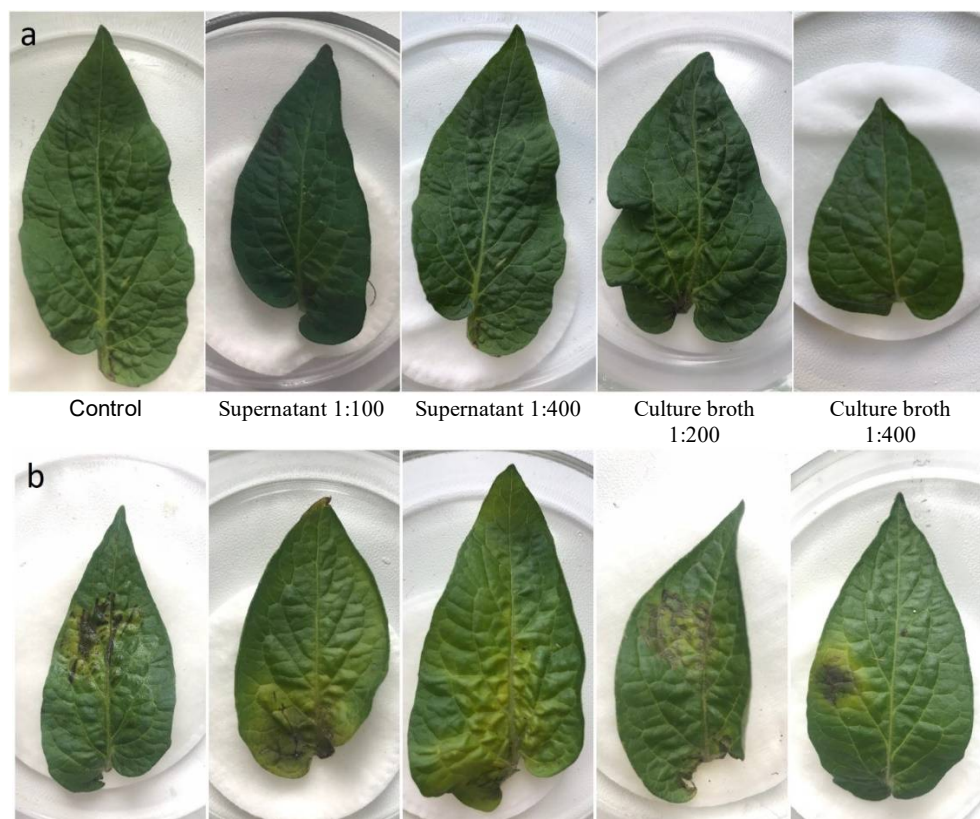 a
Control
Supernatant 1:100
Supernatant 1:400
Culture broth
1:200
Culture broth
1:400
b